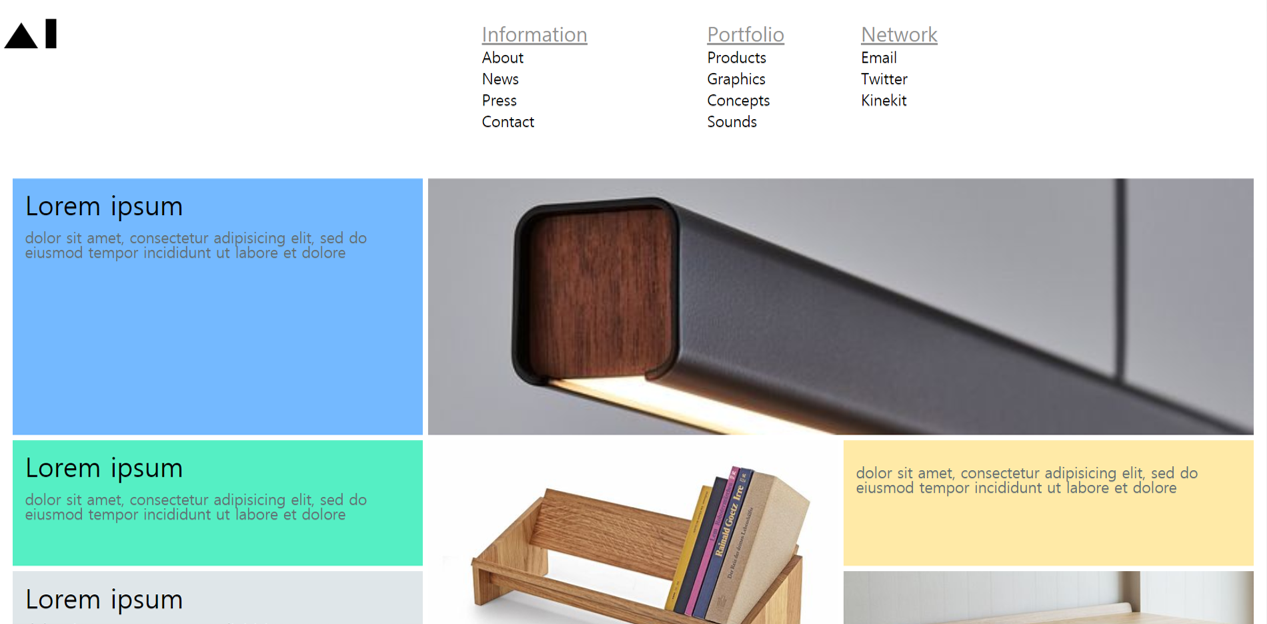 Information
About
News
Press
Contact
Portfolio
Products
Graphics
Concepts
Sounds
Network
Email
Twitter
Kinekit
Lorem ipsum
dolor sit amet, consectetur adipisicing elit, sed do
eiusmod tempor incididunt ut labore et dolore
Lorem ipsum
dolor sit amet, consectetur adipisicing elit, sed do
eiusmod tempor incididunt ut labore et dolore
Rainald Goetz Irre
dolor sit amet, consectetur adipisicing elit, sed do
eiusmod tempor incididunt ut labore et dolore
Lorem ipsum